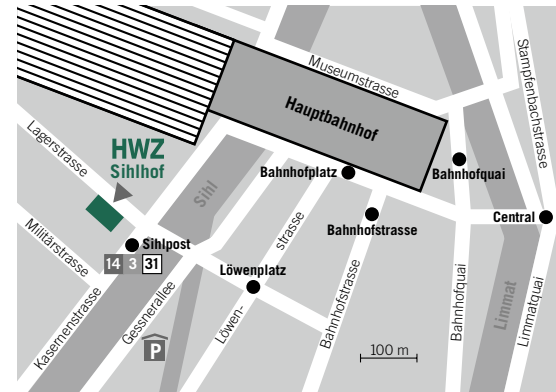 Museumstrasse
Stampfenbachstrasse
Hauptbahnhof
Lagerstrasse
HWZ
Sihlhof
Bahnhofplatz
Bahnhofquai
Sihl
Central
Militärstrasse
Sihlpost
14 3 31
strasse
Bahnhofstrasse
Löwenplatz
Kasernenstrasse
Gessnerallee
P
Löwen-
Bahnhofstrasse
100 m
Bahnhofquai
Limmat
Limmatquai